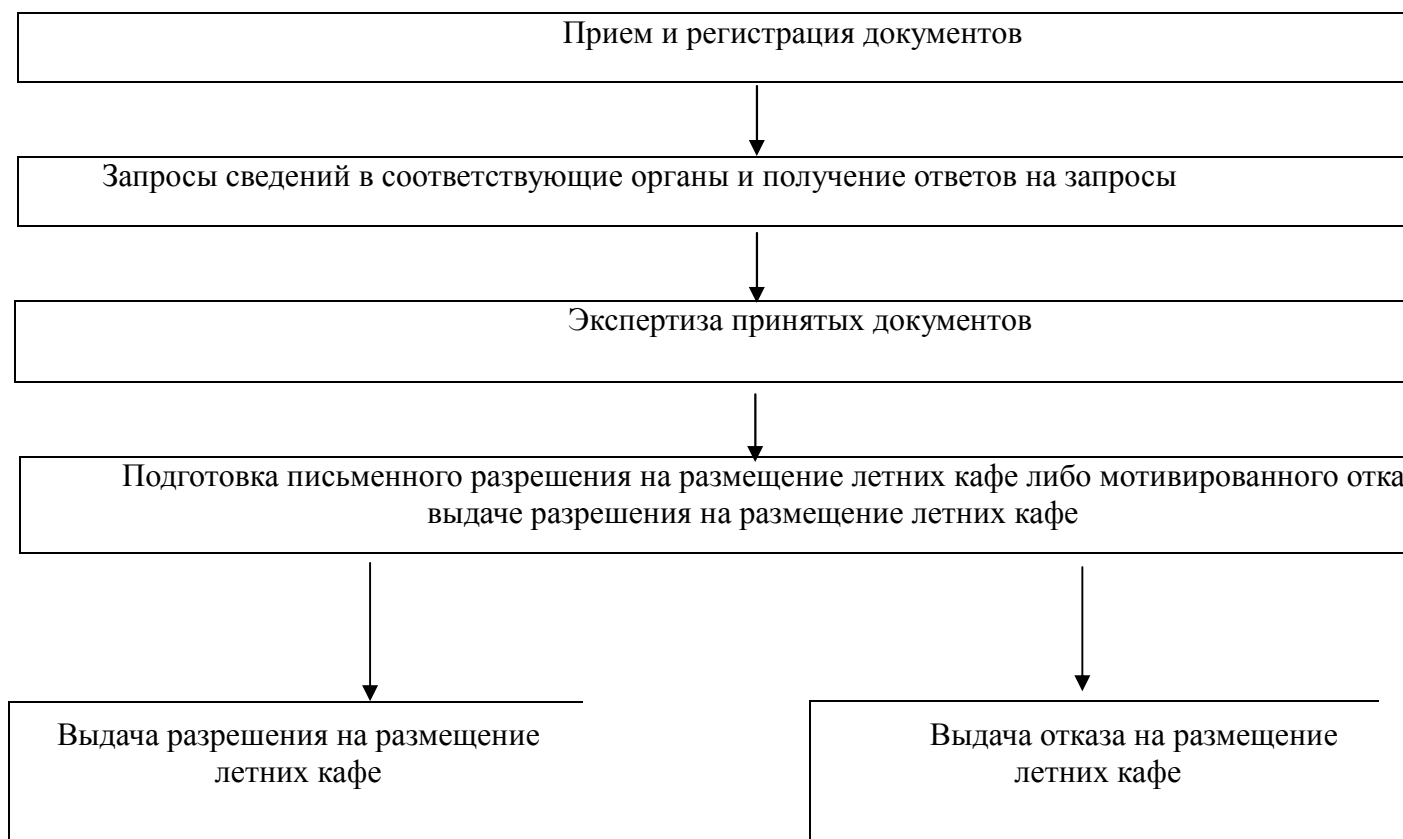 Прием и регистрация документов
Запросы сведений в соответствующие органы и получение ответов на запросы
Экспертиза принятых документов
Подготовка письменного разрешения на размещение летних кафе либо мотивированного
выдаче разрешения на размещение летних кафе
Выдача разрешения на размещение
летних кафе
Выдача отказа на размещение
летних кафе